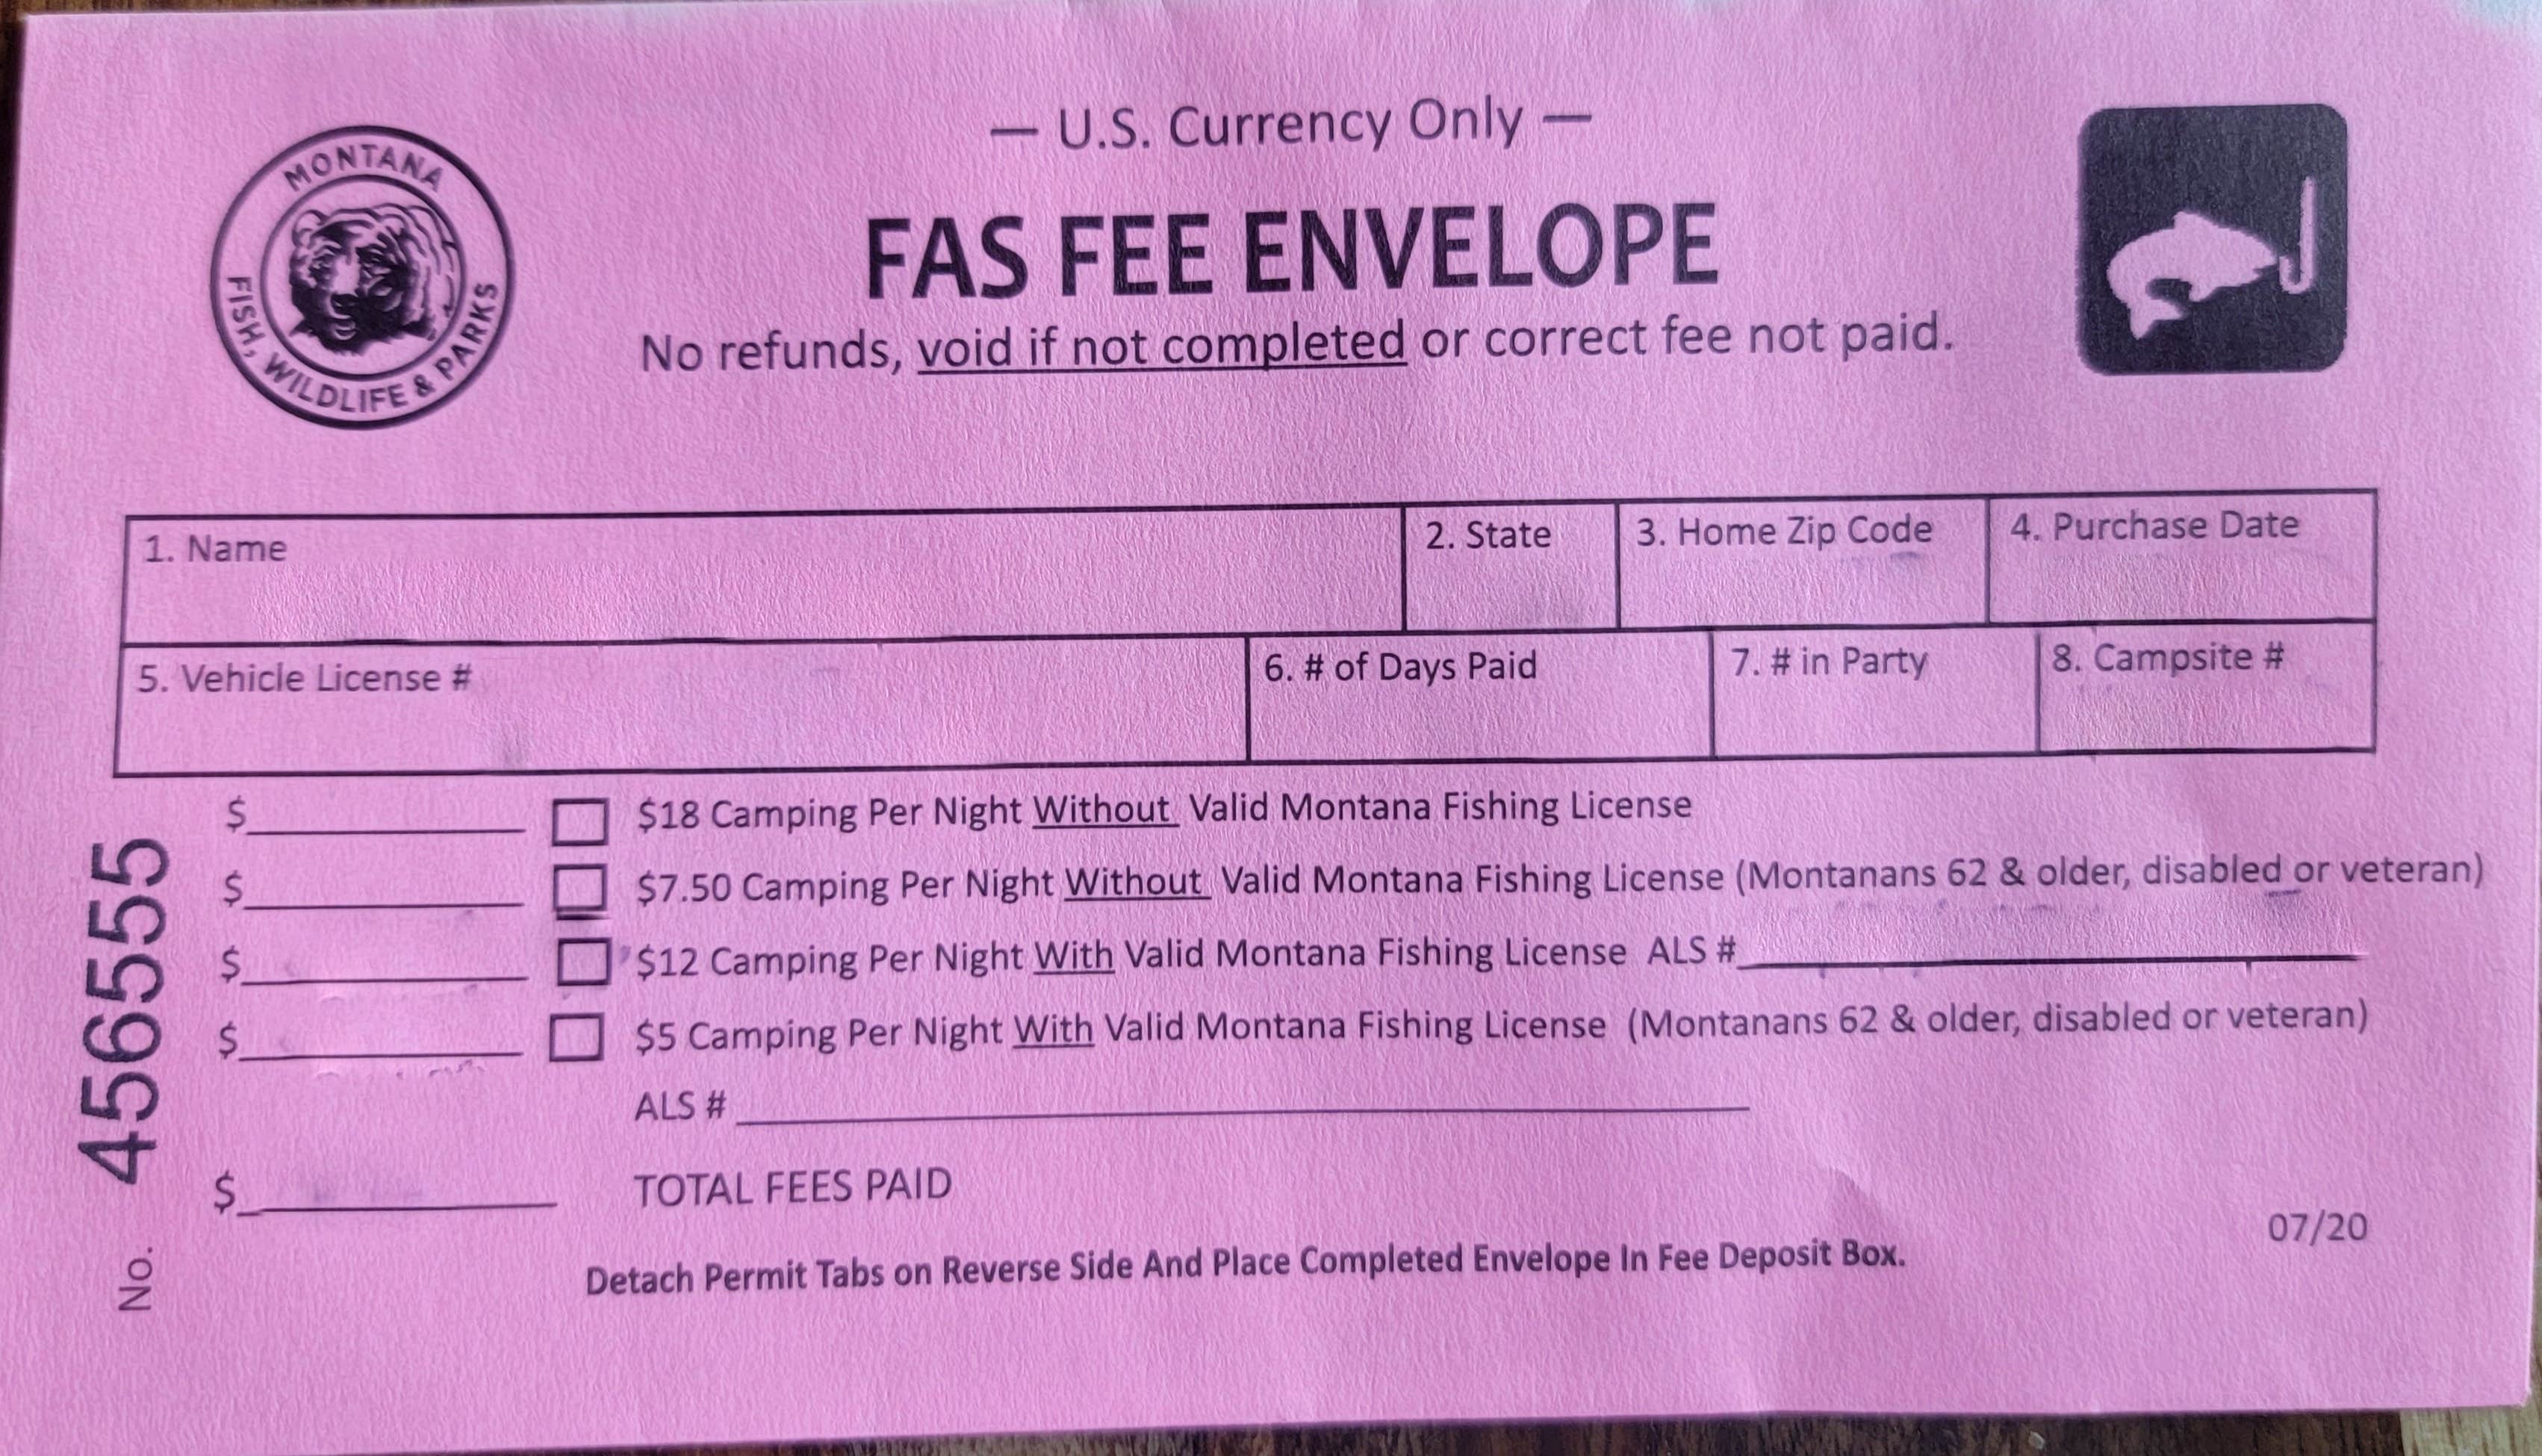 — U.S. Currency Only —
MONTANA
FISH, WILDLIFE & PARKS
FAS FEE ENVELOPE
No refunds, void if not completed or correct fee not paid.
1. Name 2. State 3. Home Zip Code 4. Purchase Date
5. Vehicle License # 6. # of Days Paid 7. # in Party 8. Campsite #
$ $18 Camping Per Night Without Valid Montana Fishing License
$ $7.50 Camping Per Night Without Valid Montana Fishing License (Montanans 62 & older, disabled or veteran)
$ $12 Camping Per Night With Valid Montana Fishing License ALS #
$ $5 Camping Per Night With Valid Montana Fishing License (Montanans 62 & older, disabled or veteran)
ALS #
$ TOTAL FEES PAID
07/20
Detach Permit Tabs on Reverse Side And Place Completed Envelope In Fee Deposit Box.
No. 456555